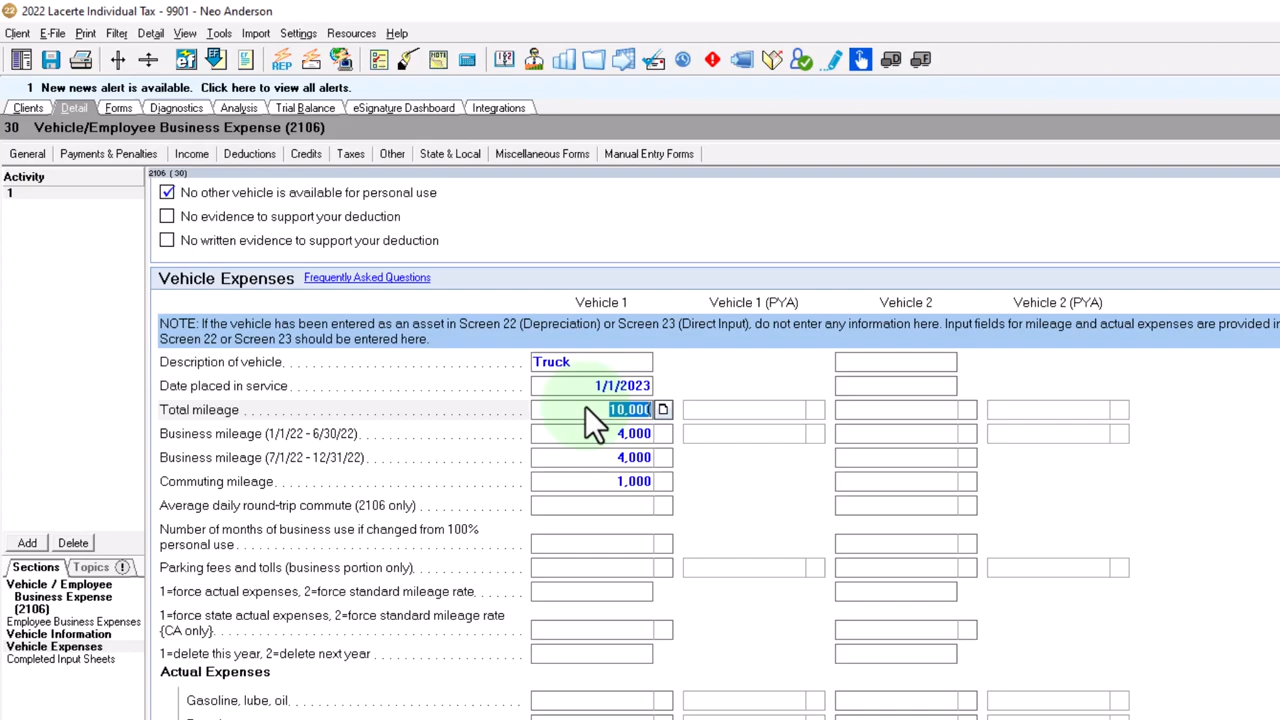 22 2022 Lacerte Individual Tax - 9901 - Neo Anderson
Client E-File Print Filter Detail View Tools Import Settings Resources Help
1 New news alert is available. Click here to view all alerts.
Clients Detail Forms Diagnostics Analysis Trial Balance eSignature Dashboard Integrations
30 Vehicle/Employee Business Expense (2106)
General Payments & Penalties Income Deductions Credits Taxes Other State & Local Miscellaneous Forms Manual Entry Forms
Activity
1
2106 ( 30)
No other vehicle is available for personal use
No evidence to support your deduction
No written evidence to support your deduction
Vehicle Expenses Frequently Asked Questions
Vehicle 1 Vehicle 1 (PYA) Vehicle 2 Vehicle 2 (PYA)
NOTE: If the vehicle has been entered as an asset in Screen 22 (Depreciation) or Screen 23 (Direct Input), do not enter any information here. Input fields for mileage and actual expenses are provided in
Screen 22 or Screen 23 should be entered here.
Description of vehicle Truck
Date placed in service 1/1/2023
Total mileage 10,000
Business mileage (1/1/22 - 6/30/22) 4,000
Business mileage (7/1/22 - 12/31/22) 4,000
Commuting mileage 1,000
Average daily round-trip commute (2106 only)
Number of months of business use if changed from 100%
personal use
Parking fees and tolls (business portion only)
1=force actual expenses, 2=force standard mileage rate
1=force state actual expenses, 2=force standard mileage rate
{CA only}
1=delete this year, 2=delete next year
Actual Expenses
Gasoline, lube, oil
Add Delete
Sections Topics
Vehicle / Employee
Business Expense
(2106)
Employee Business Expenses
Vehicle Information
Vehicle Expenses
Completed Input Sheets